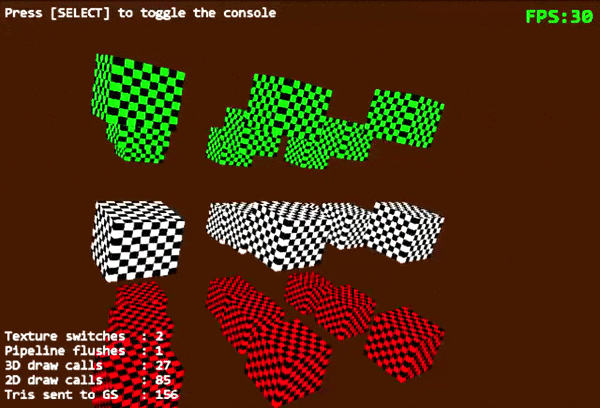 Press [SELECT] to toggle the console
FPS:30
Texture switches : 2
Pipeline flushes : 1
3D draw calls : 27
2D draw calls : 85
Tris sent to GS : 156